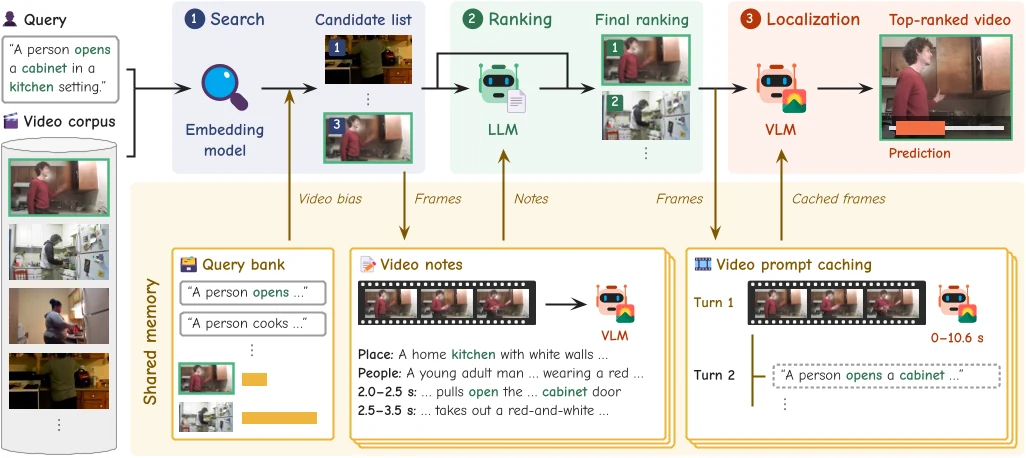 Query
“A person opens
a cabinet in a
kitchen setting.”
Video corpus
⋮
1 Search
Candidate list
Embedding
model
1
⋮
3
2 Ranking
Final ranking
LLM
1
2
⋮
3 Localization
Top-ranked video
VLM
Prediction
Video bias
Frames
Notes
Frames
Cached frames
Shared memory
Query bank
“A person opens ...”
“A person cooks ...”
⋮
Video notes
VLM
Place: A home kitchen with white walls ...
People: A young adult man ... wearing a red ...
2.0–2.5 s: ... pulls open the ... cabinet door
2.5–3.5 s: ... takes out a red-and-white ...
Video prompt caching
Turn 1
0–10.6 s
Turn 2
“A person opens a cabinet ...”
⋮